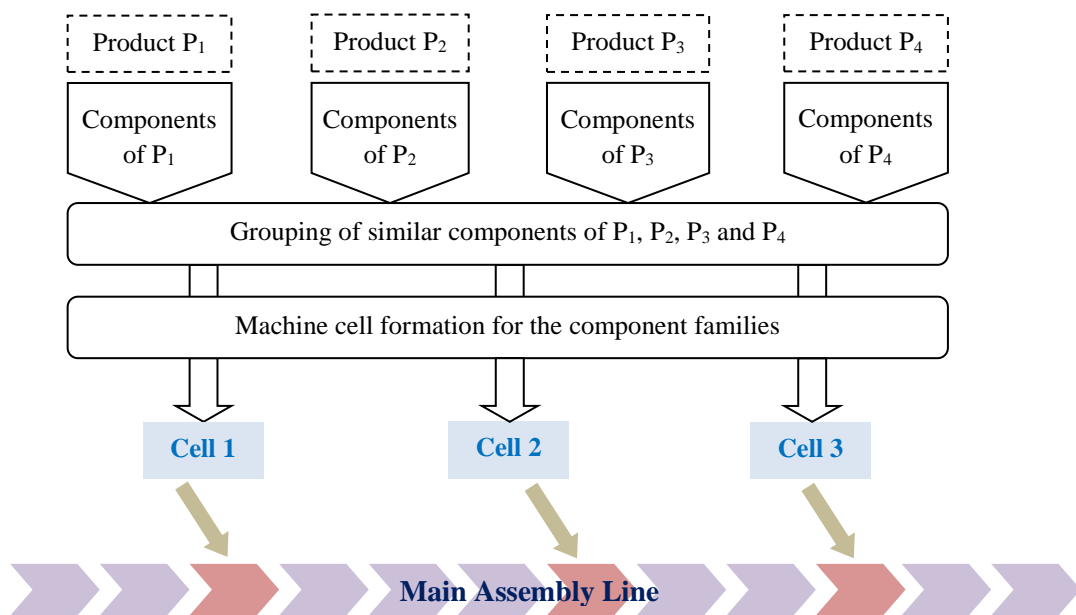 Product P₁
Product P₂
Product P₃
Product P₄
Components
of P₁
Components
of P₂
Components
of P₃
Components
of P₄
Grouping of similar components of P₁, P₂, P₃ and P₄
Machine cell formation for the component families
Cell 1
Cell 2
Cell 3
Main Assembly Line